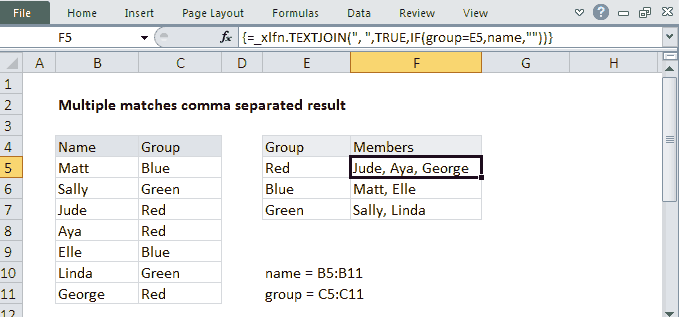 File Home Insert Page Layout Formulas Data Review View
F5 fx {=_xlfn.TEXTJOIN(", ",TRUE,IF(group=E5,name,""))}
A B C D E F G H
1
2 Multiple matches comma separated result
3
4 Name Group Group Members
5 Matt Blue Red Jude, Aya, George
6 Sally Green Blue Matt, Elle
7 Jude Red Green Sally, Linda
8 Aya Red
9 Elle Blue
10 Linda Green name = B5:B11
11 George Red group = C5:C11
12